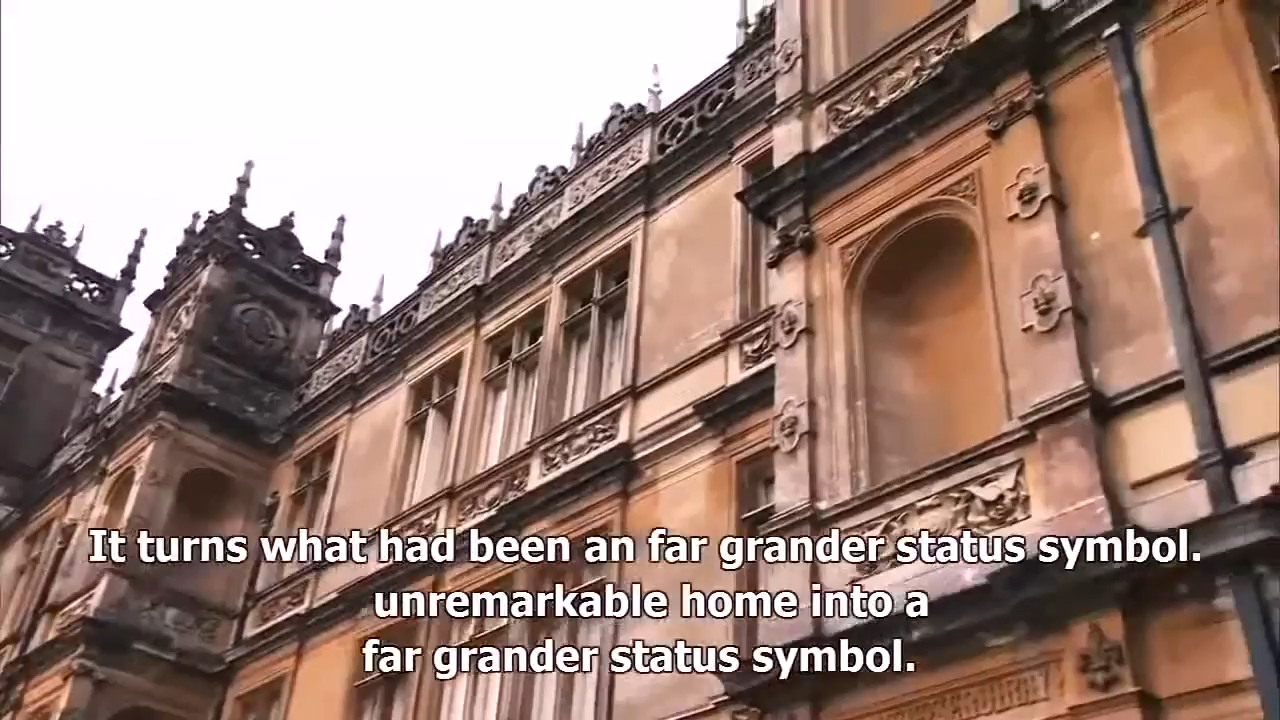 It turns what had been an far grander status symbol.
unremarkable home into a
far grander status symbol.